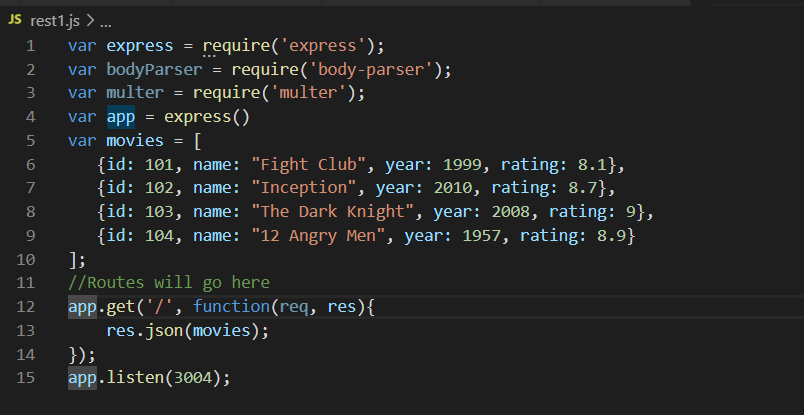 JS rest1.js > ...
1 var express = require('express');
2 var bodyParser = require('body-parser');
3 var multer = require('multer');
4 var app = express()
5 var movies = [
6 {id: 101, name: "Fight Club", year: 1999, rating: 8.1},
7 {id: 102, name: "Inception", year: 2010, rating: 8.7},
8 {id: 103, name: "The Dark Knight", year: 2008, rating: 9},
9 {id: 104, name: "12 Angry Men", year: 1957, rating: 8.9}
10 ];
11 //Routes will go here
12 app.get('/', function(req, res){
13 res.json(movies);
14 });
15 app.listen(3004);